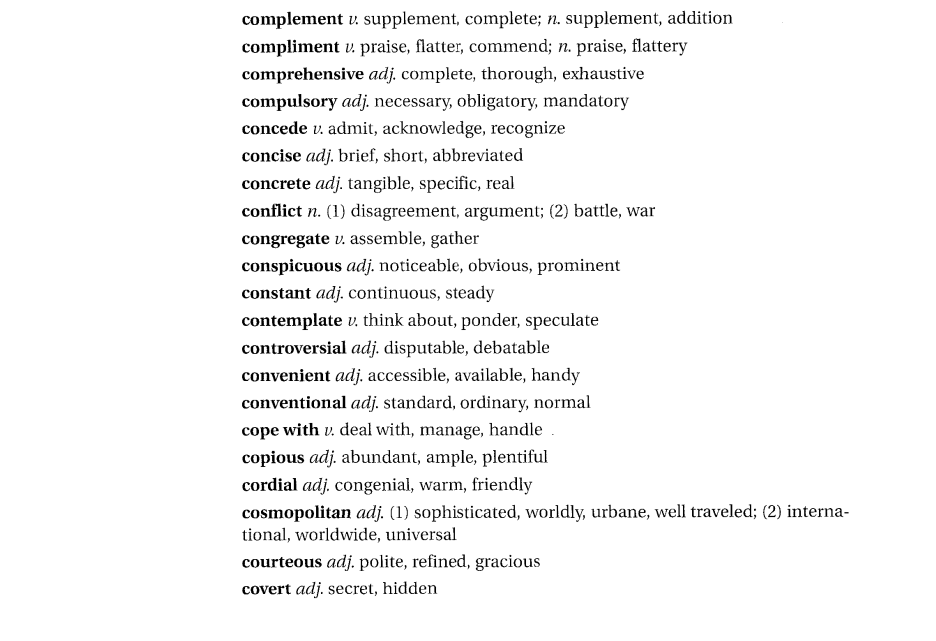 complement v. supplement, complete; n. supplement, addition
compliment v. praise, flatter, commend; n. praise, flattery
comprehensive adj. complete, thorough, exhaustive
compulsory adj. necessary, obligatory, mandatory
concede v. admit, acknowledge, recognize
concise adj. brief, short, abbreviated
concrete adj. tangible, specific, real
conflict n. (1) disagreement, argument; (2) battle, war
congregate v. assemble, gather
conspicuous adj. noticeable, obvious, prominent
constant adj. continuous, steady
contemplate v. think about, ponder, speculate
controversial adj. disputable, debatable
convenient adj. accessible, available, handy
conventional adj. standard, ordinary, normal
cope with v. deal with, manage, handle
copious adj. abundant, ample, plentiful
cordial adj. congenial, warm, friendly
cosmopolitan adj. (1) sophisticated, worldly, urbane, well traveled; (2) interna-
tional, worldwide, universal
courteous adj. polite, refined, gracious
covert adj. secret, hidden